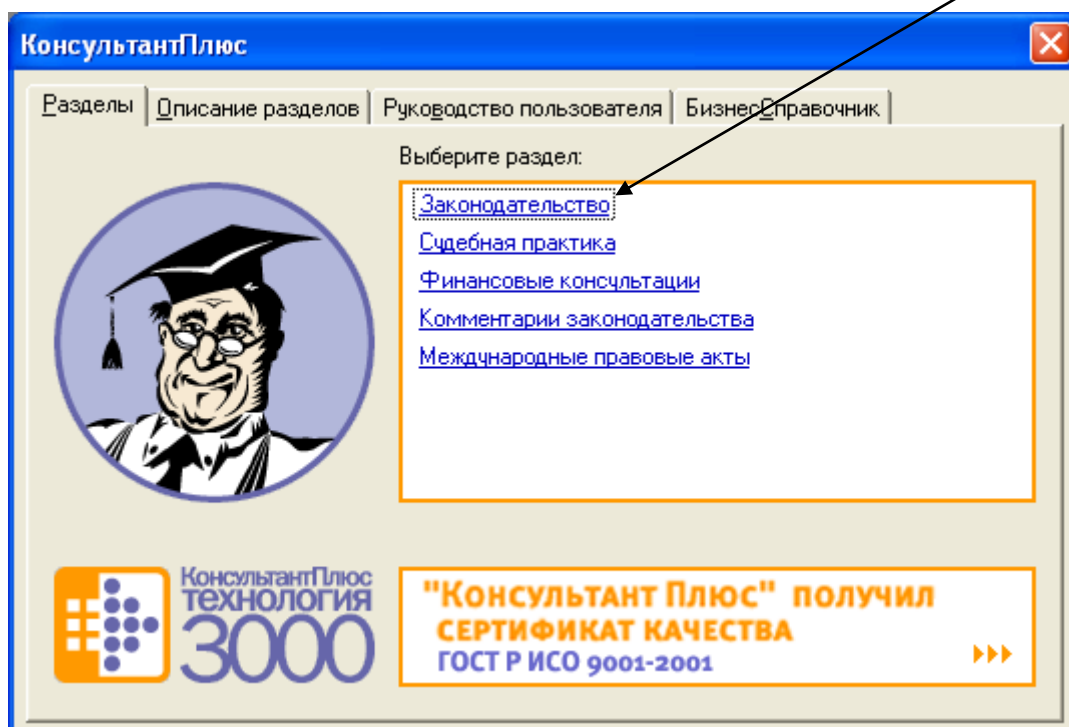 КонсультантПлюс
Разделы Описание разделов Руководство пользователя БизнесСправочник
Выберите раздел:
Законодательство
Судебная практика
Финансовые консультации
Комментарии законодательства
Международные правовые акты
КонсультантПлюс
ТЕХНОЛОГИЯ
3000
"Консультант Плюс" получил
СЕРТИФИКАТ КАЧЕСТВА
ГОСТ Р ИСО 9001-2001